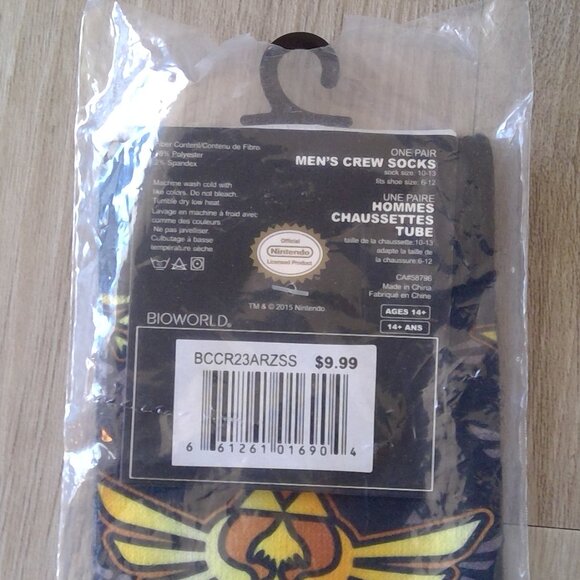 Content/Contenu de Fibre
Polyester
Spandex
Machine wash cold with
like colors. Do not bleach.
Tumble dry low heat.
Lavage en machine à froid avec
comme des couleurs.
Ne pas javelliser.
Culbutage à basse
température sèche.
ONE PAIR
MEN'S CREW SOCKS
sock size: 10-13
fits shoe size: 6-12
UNE PAIRE
HOMMES
CHAUSSETTES
TUBE
taille de la chaussette:10-13
adapte la taille de
la chaussure:6-12
CA#58796
Made in China
Fabriqué en Chine
AGES 14+
14+ ANS
Official
Nintendo
Licensed Product
TM & © 2015 Nintendo
BIOWORLD®
BCCR23ARZSS $9.99
6 61261 01690 4